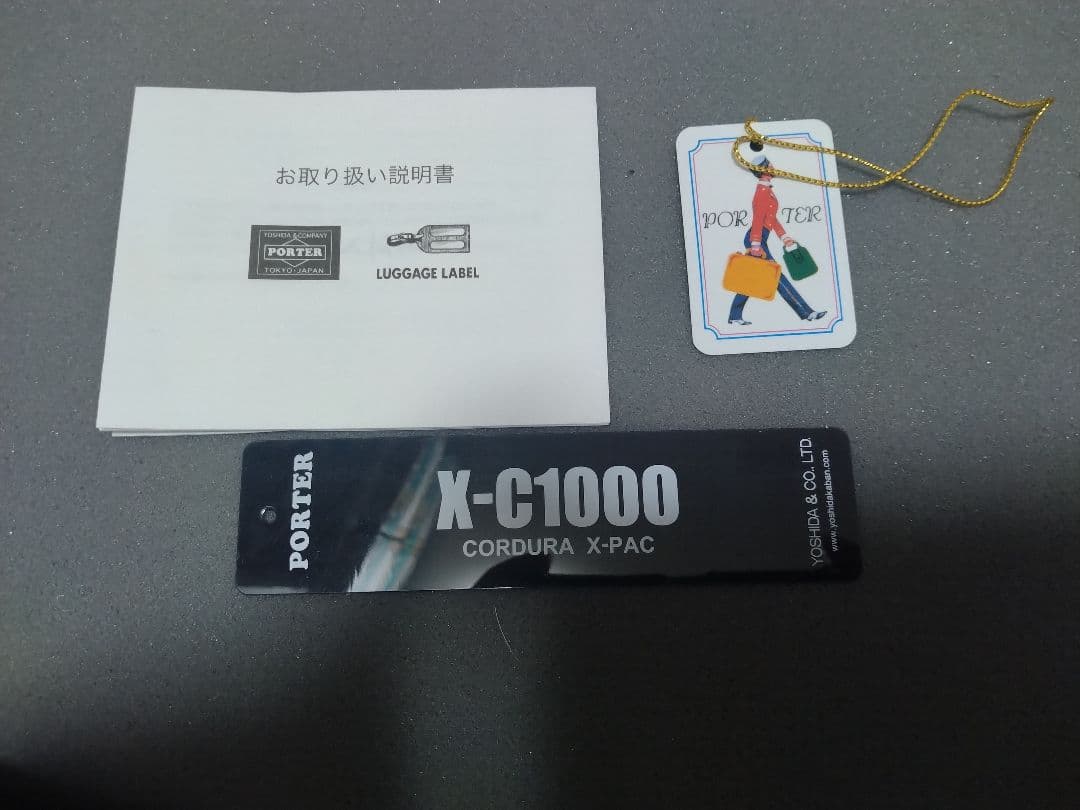 お取り扱い説明書
YOSHIDA & COMPANY
PORTER
TOKYO・JAPAN
LUGGAGE LABEL
POR TER
PORTER
X-C1000
CORDURA X-PAC
YOSHIDA & CO., LTD.
www.yoshidakaban.com